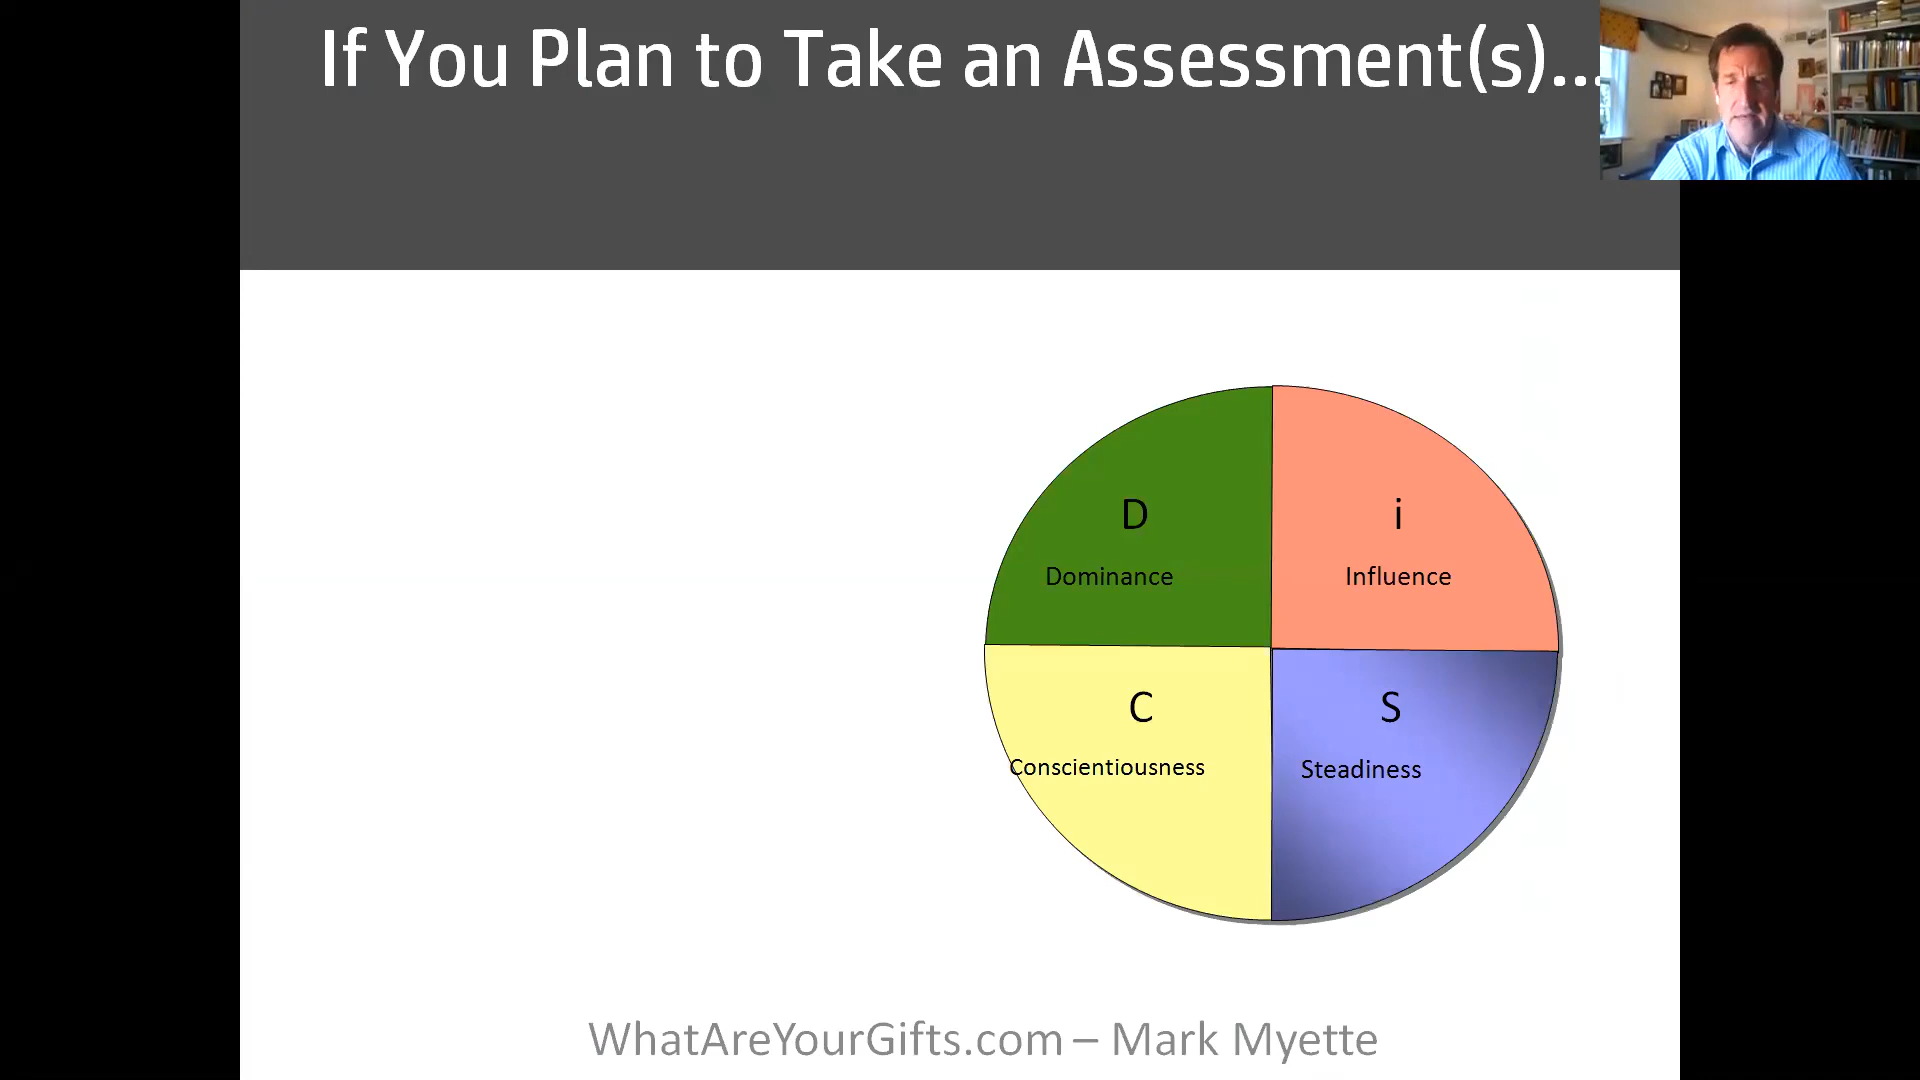 If You Plan to Take an Assessment(s)...
D
Dominance
i
Influence
C
Conscientiousness
S
Steadiness
WhatAreYourGifts.com – Mark Myette